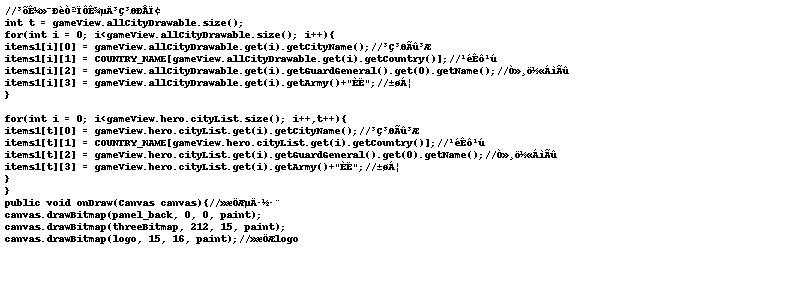 //³õÊ¼»¯ÐèÒªÏÔÊ¾µÄ³Ç³ØÐÅÏ¢
int t = gameView.allCityDrawable.size();
for(int i = 0; i<gameView.allCityDrawable.size(); i++){
items1[i][0] = gameView.allCityDrawable.get(i).getCityName();//³Ç³ØÃû³Æ
items1[i][1] = COUNTRY_NAME[gameView.allCityDrawable.get(i).getCountry()];//¹éÊô¹ú
items1[i][2] = gameView.allCityDrawable.get(i).getGuardGeneral().get(0).getName();//Ò»¸ö½«ÁìÃû
items1[i][3] = gameView.allCityDrawable.get(i).getArmy()+"ÈË";//±øÁ¦
}
for(int i = 0; i<gameView.hero.cityList.size(); i++,t++){
items1[t][0] = gameView.hero.cityList.get(i).getCityName();//³Ç³ØÃû³Æ
items1[t][1] = COUNTRY_NAME[gameView.hero.cityList.get(i).getCountry()];//¹éÊô¹ú
items1[t][2] = gameView.hero.cityList.get(i).getGuardGeneral().get(0).getName();//Ò»¸ö½«ÁìÃû
items1[t][3] = gameView.hero.cityList.get(i).getArmy()+"ÈË";//±øÁ¦
}
}
public void onDraw(Canvas canvas){//»æÖÆµÄ·½·¨
canvas.drawBitmap(panel_back, 0, 0, paint);
canvas.drawBitmap(threeBitmap, 212, 15, paint);
canvas.drawBitmap(logo, 15, 16, paint);//»æÖÆlogo